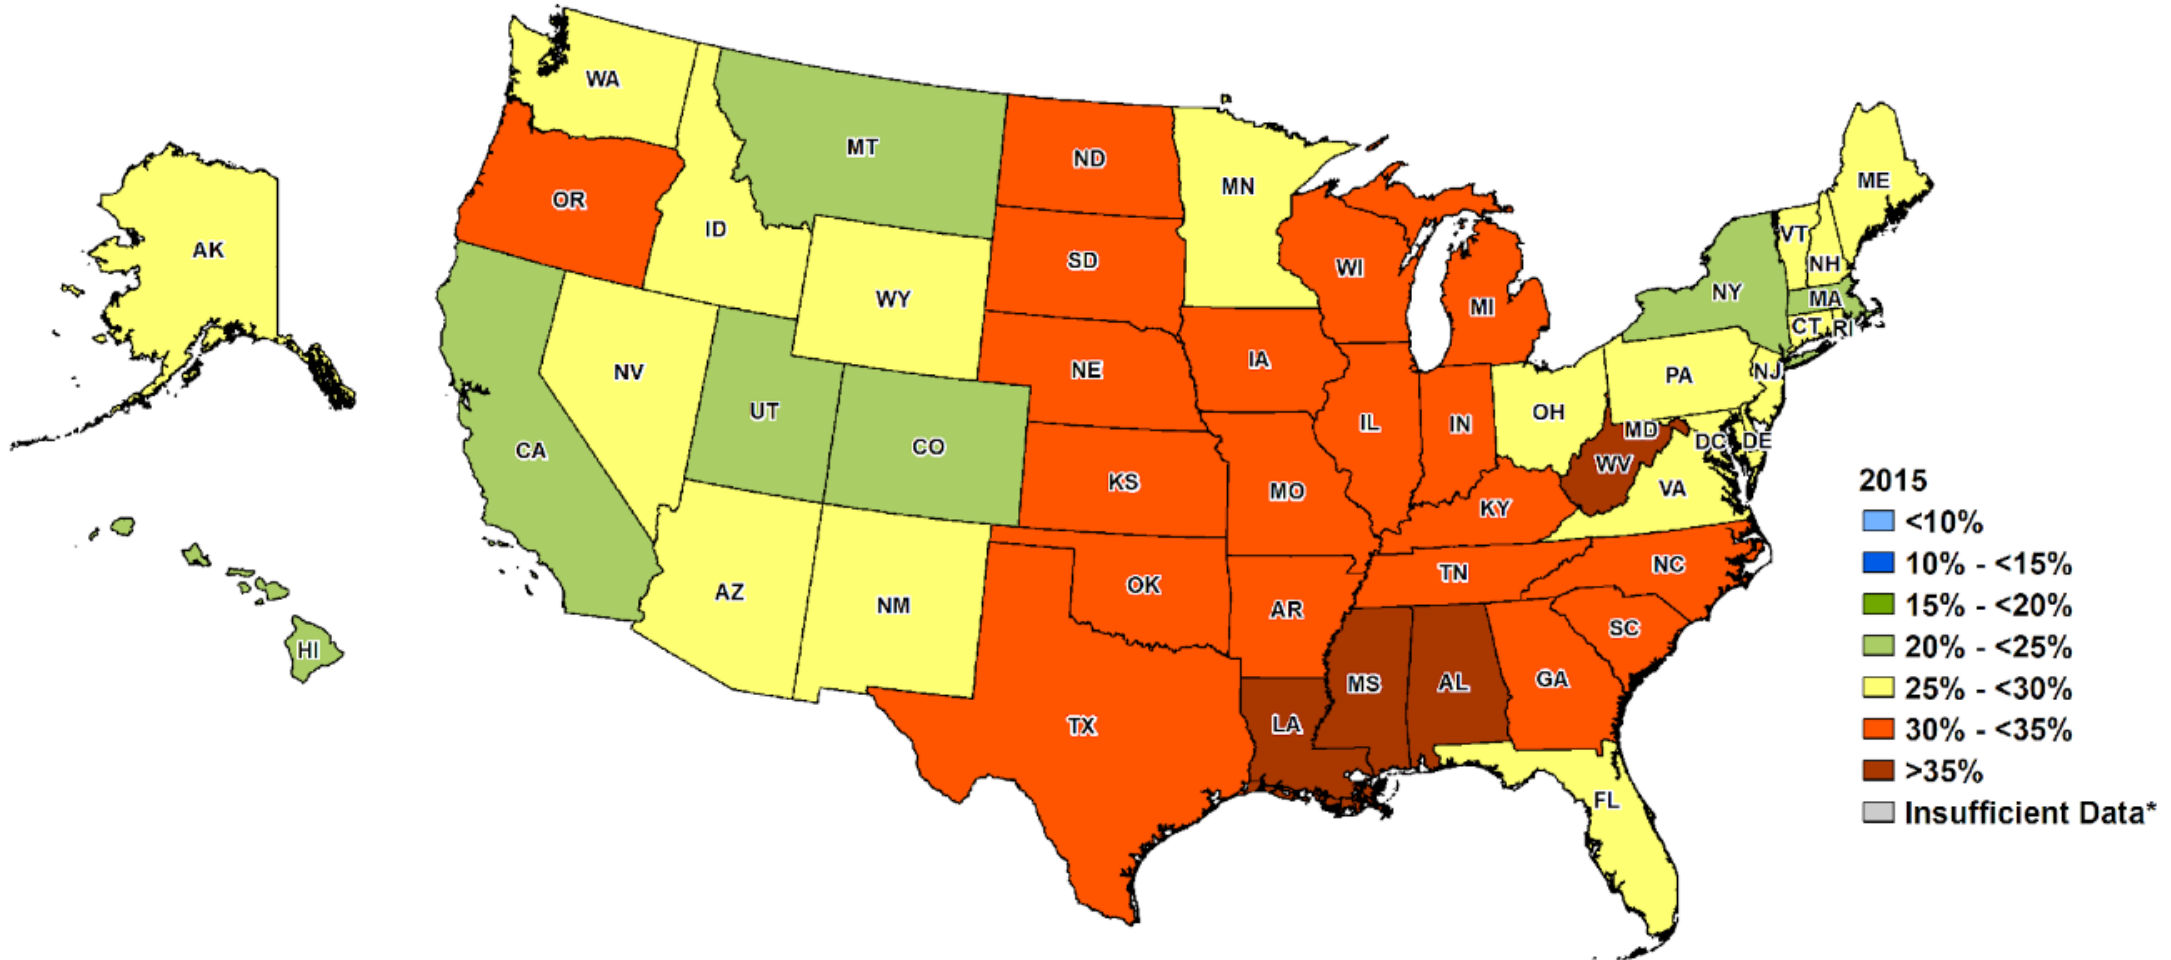 WA
MT
ND
MN
ME
OR
ID
AK
SD
WI
VT
NH
WY
NY
MA
MI
CT
RI
NV
NE
IA
PA
NJ
UT
CO
IL
IN
OH
MD
DC
DE
CA
WV
KS
MO
VA
KY
AZ
NM
OK
TN
NC
AR
SC
HI
MS
AL
GA
TX
LA
FL
2015
<10%
10% - <15%
15% - <20%
20% - <25%
25% - <30%
30% - <35%
>35%
Insufficient Data*